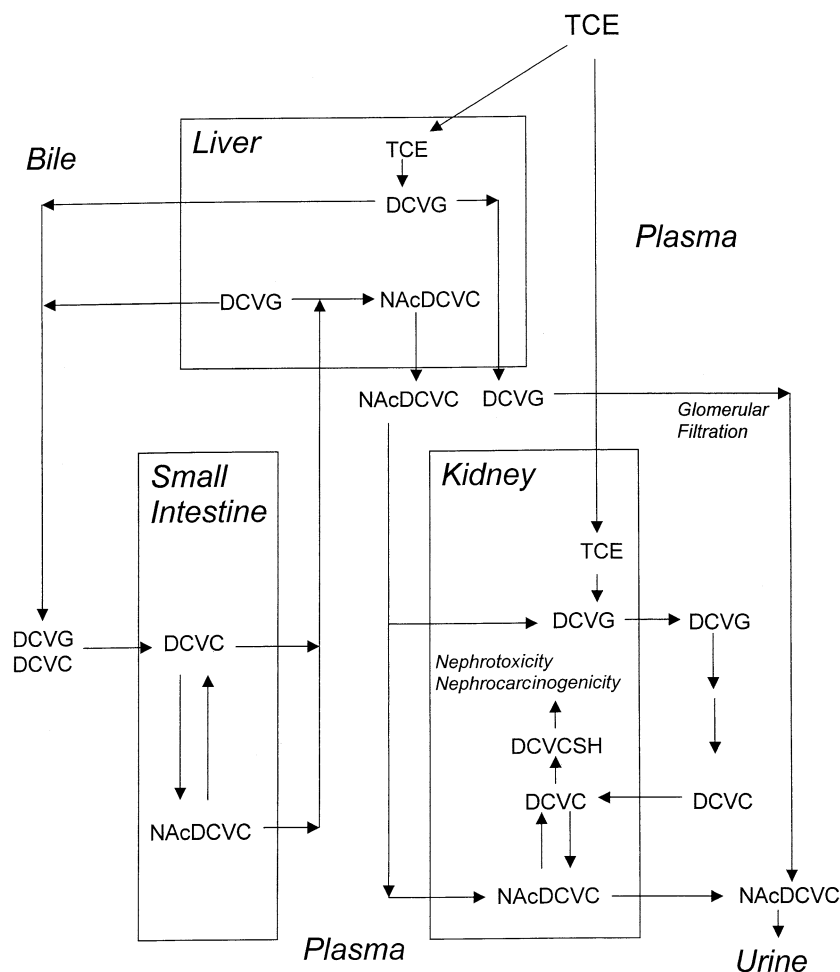 TCE
Liver
TCE
Bile
DCVG
Plasma
DCVG
NAcDCVC
NAcDCVC
DCVG
Glomerular
Filtration
Small
Intestine
Kidney
TCE
DCVG
DCVG
DCVG
DCVC
DCVC
Nephrotoxicity
Nephrocarcinogenicity
DCVCSH
DCVC
DCVC
NAcDCVC
NAcDCVC
NAcDCVC
Plasma
Urine